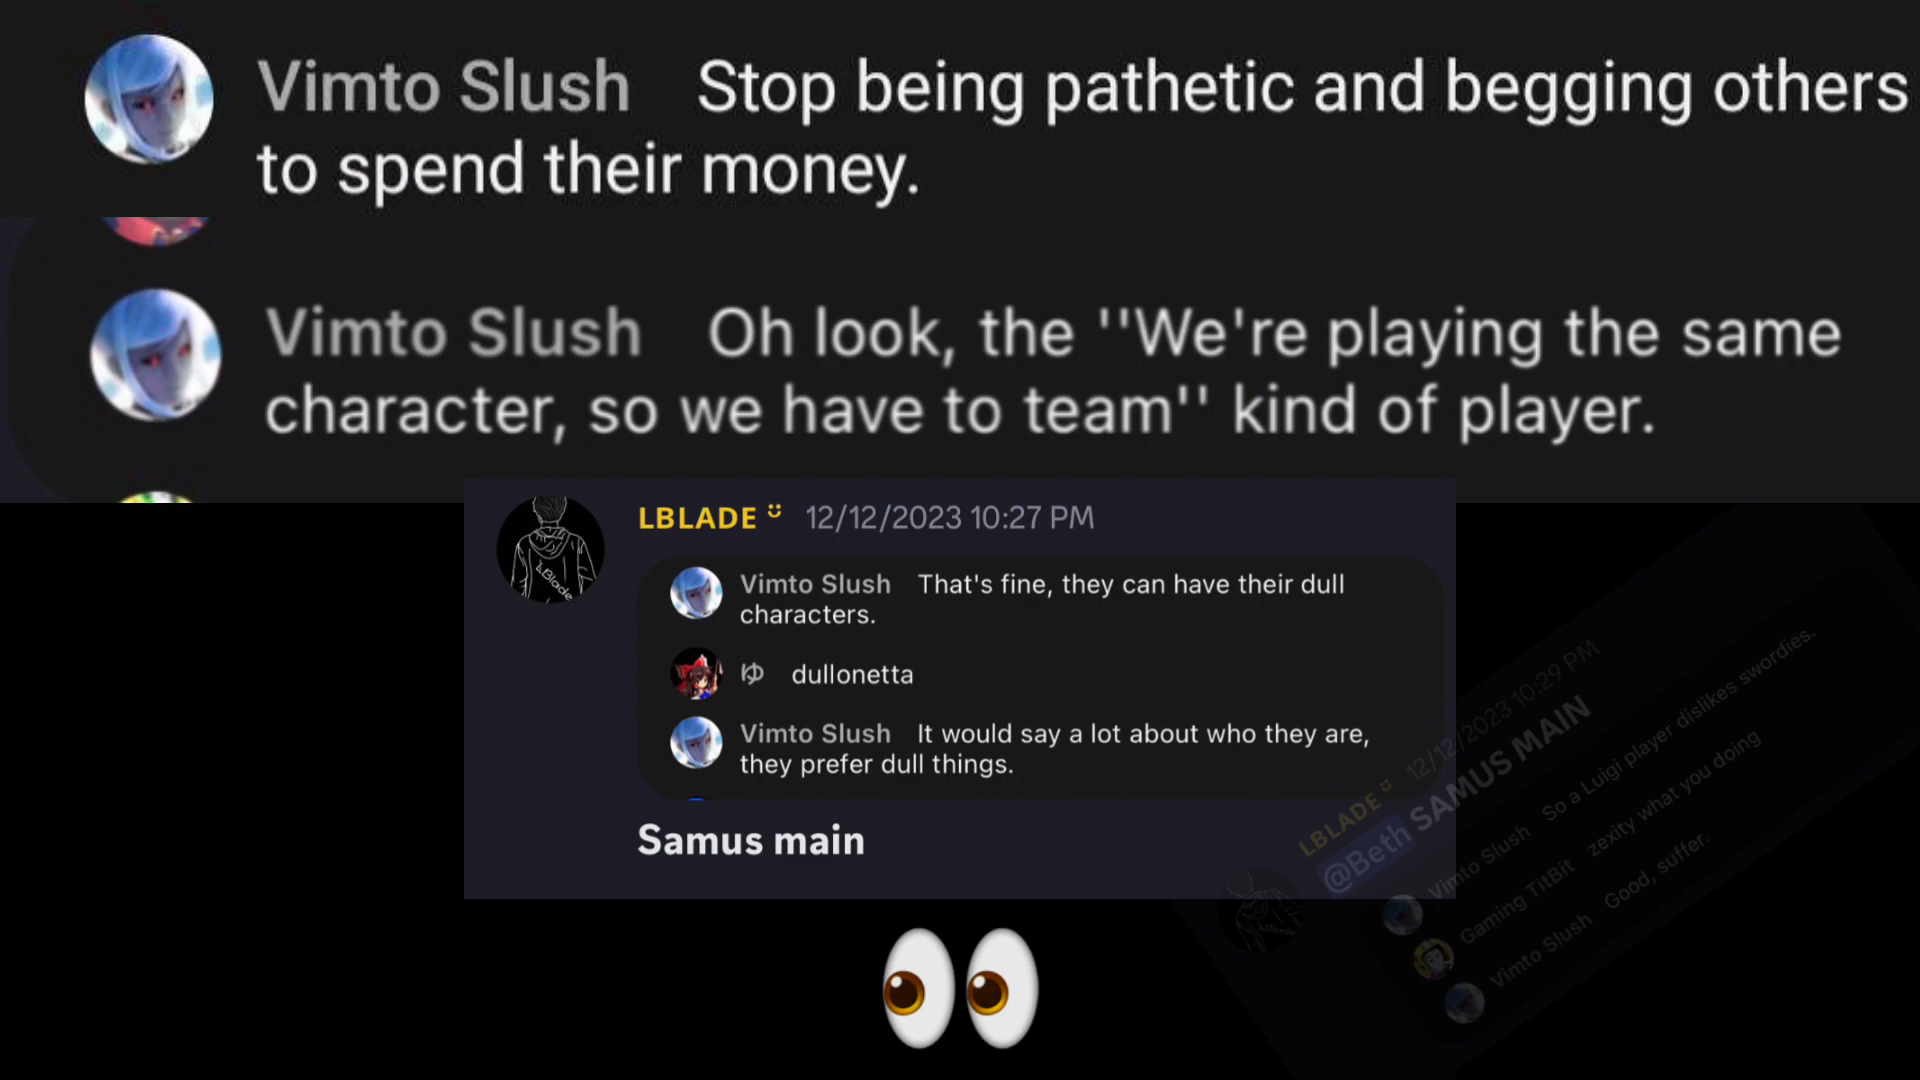 Vimto Slush Stop being pathetic and begging others
to spend their money.
Vimto Slush Oh look, the ''We're playing the same
character, so we have to team'' kind of player.
LBLADE 12/12/2023 10:27 PM
Vimto Slush That's fine, they can have their dull
characters.
ゆ dullonetta
Vimto Slush It would say a lot about who they are,
they prefer dull things.
Samus main
LBlade
LBLADE 12/12/2023 10:29 PM
@Beth SAMUS MAIN
Vimto Slush So a Luigi player dislikes swordies.
Gaming TitBit zexity what you doing
Vimto Slush Good, suffer.
LBlade